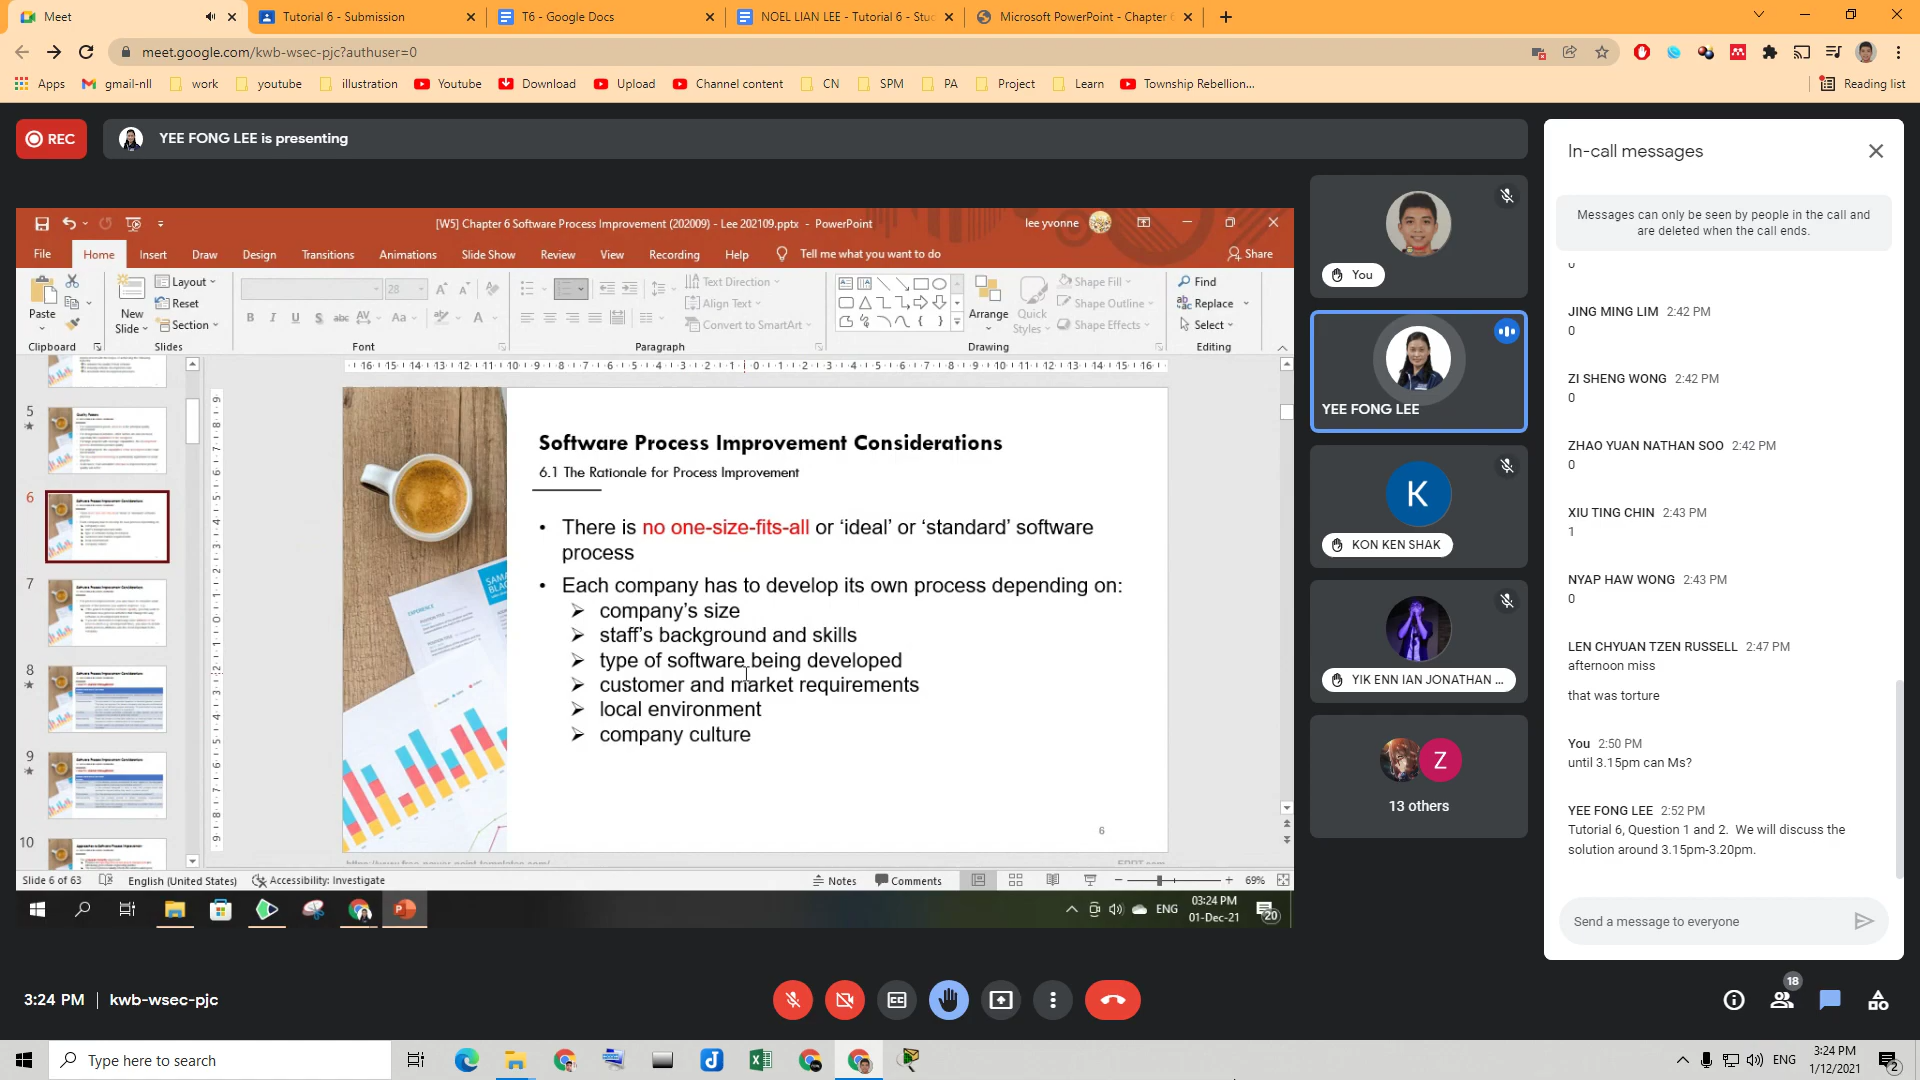 Meet
Tutorial 6 - Submission
T6 - Google Docs
NOEL LIAN LEE - Tutorial 6 - Stud
Microsoft PowerPoint - Chapter 6
meet.google.com/kwb-wsec-pjc?authuser=0
Apps gmail-nll work youtube illustration Youtube Download Upload Channel content CN SPM PA Project Learn Township Rebellion... Reading list
REC
YEE FONG LEE is presenting
[W5] Chapter 6 Software Process Improvement (202009) - Lee 202109.pptx - PowerPoint
lee yvonne
File Home Insert Draw Design Transitions Animations Slide Show Review View Recording Help Tell me what you want to do Share
Paste
Clipboard
New Slide
Layout
Reset
Section
Slides
28
Font
Text Direction
Align Text
Convert to SmartArt
Paragraph
Arrange
Quick Styles
Shape Fill
Shape Outline
Shape Effects
Drawing
Find
Replace
Select
Editing
5
6
7
8
9
10
Software Process Improvement Considerations
6.1 The Rationale for Process Improvement
• There is no one-size-fits-all or ‘ideal’ or ‘standard’ software
process
• Each company has to develop its own process depending on:
➢ company’s size
➢ staff’s background and skills
➢ type of software being developed
➢ customer and market requirements
➢ local environment
➢ company culture
6
Slide 6 of 63
English (United States)
Accessibility: Investigate
Notes
Comments
69%
ENG
03:24 PM
01-Dec-21
20
You
YEE FONG LEE
K
KON KEN SHAK
YIK ENN IAN JONATHAN ...
Z
13 others
In-call messages
Messages can only be seen by people in the call and
are deleted when the call ends.
JING MING LIM 2:42 PM
0
ZI SHENG WONG 2:42 PM
0
ZHAO YUAN NATHAN SOO 2:42 PM
0
XIU TING CHIN 2:43 PM
1
NYAP HAW WONG 2:43 PM
0
LEN CHYUAN TZEN RUSSELL 2:47 PM
afternoon miss
that was torture
You 2:50 PM
until 3.15pm can Ms?
YEE FONG LEE 2:52 PM
Tutorial 6, Question 1 and 2. We will discuss the
solution around 3.15pm-3.20pm.
Send a message to everyone
3:24 PM | kwb-wsec-pjc
18
Type here to search
ENG
3:24 PM
1/12/2021
2